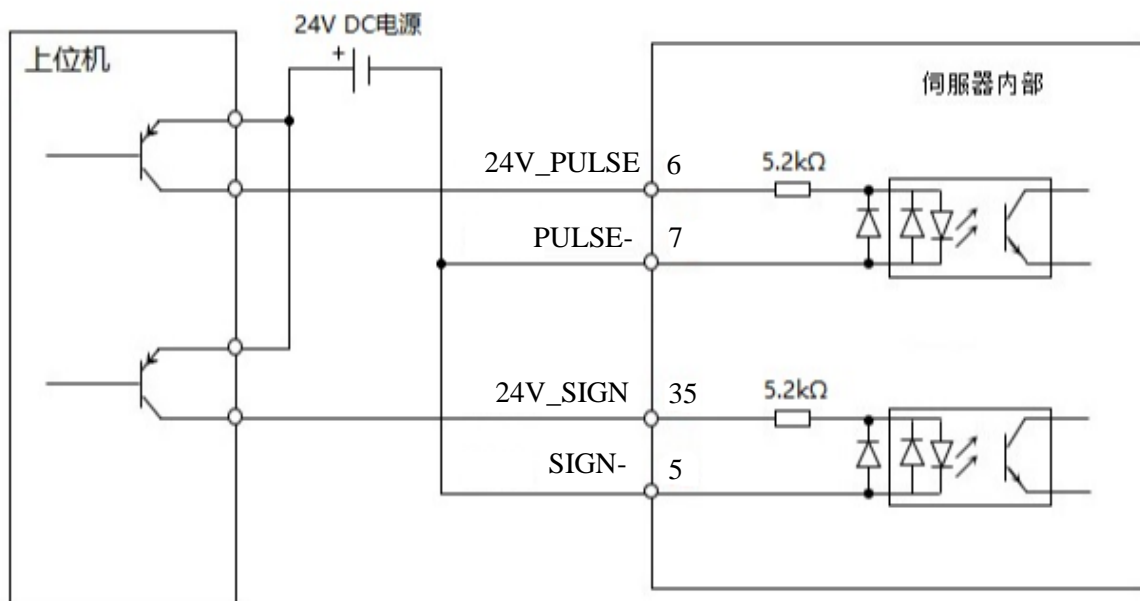 24V DC电源
+
上位机
伺服器内部
24V_PULSE 6 5.2kΩ
PULSE- 7
24V_SIGN 35 5.2kΩ
SIGN- 5